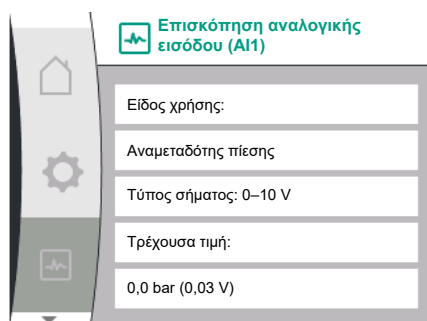 Επισκόπηση αναλογικής
εισόδου (AI1)
Είδος χρήσης:
Αναμεταδότης πίεσης
Τύπος σήματος: 0–10 V
Τρέχουσα τιμή:
0,0 bar (0,03 V)